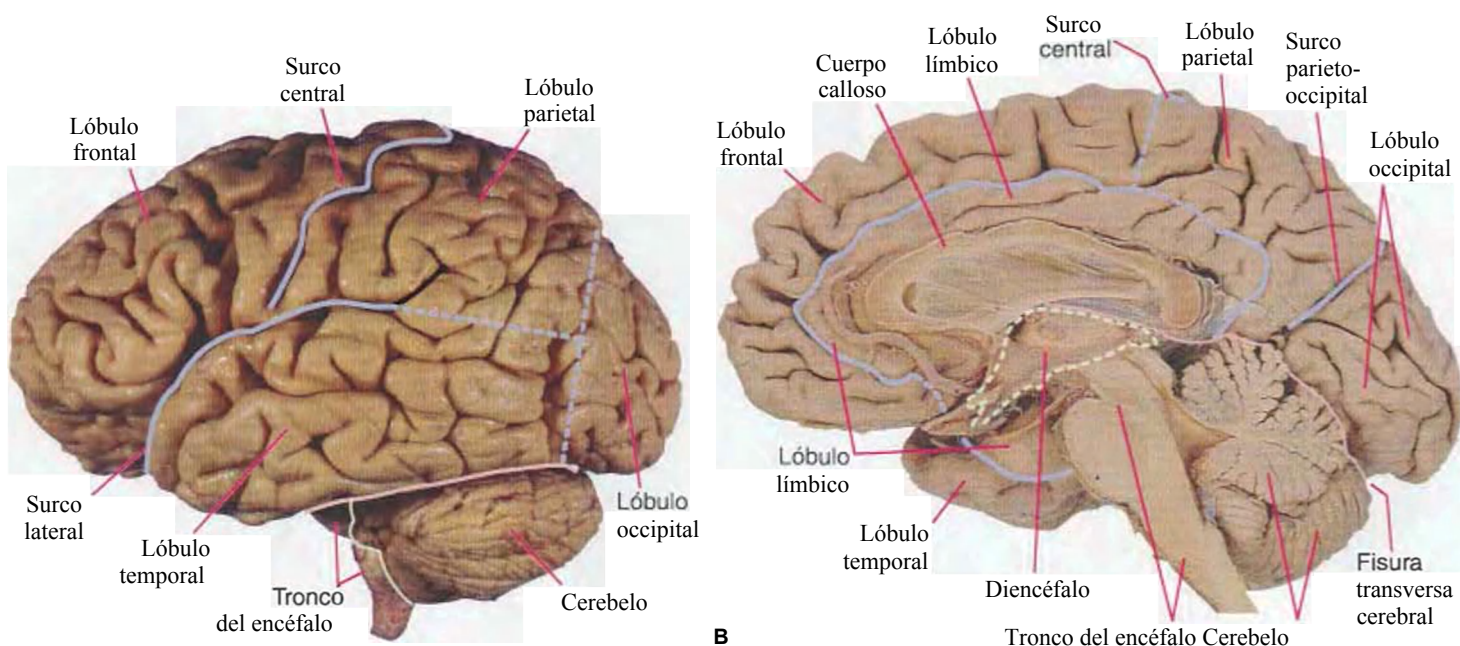 Surco
central
Lóbulo
parietal
Lóbulo
frontal
Surco
lateral
Lóbulo
temporal
Tronco
del encéfalo
Cerebelo
Lóbulo
occipital
Surco
central
Lóbulo
límbico
Cuerpo
calloso
Lóbulo
frontal
Lóbulo
parietal
Surco
parieto-
occipital
Lóbulo
occipital
Lóbulo
límbico
Lóbulo
temporal
Diencéfalo
Tronco del encéfalo Cerebelo
Fisura
transversa
cerebral
B